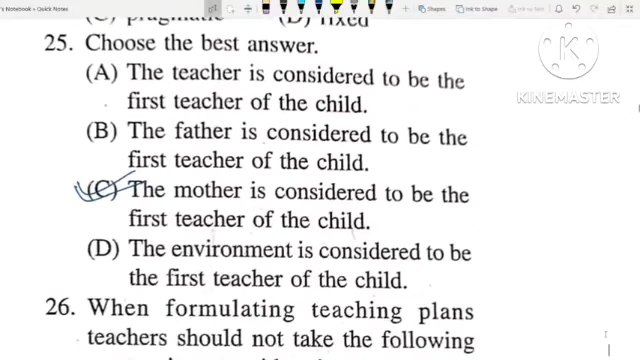 's Notebook > Quick Notes
Shapes
Ink to Shape
(C) pragmatic (D) fixed
25. Choose the best answer.
(A) The teacher is considered to be the
first teacher of the child.
(B) The father is considered to be the
first teacher of the child.
(C) The mother is considered to be the
first teacher of the child.
(D) The environment is considered to be
the first teacher of the child.
26. When formulating teaching plans
teachers should not take the following
KINEMASTER